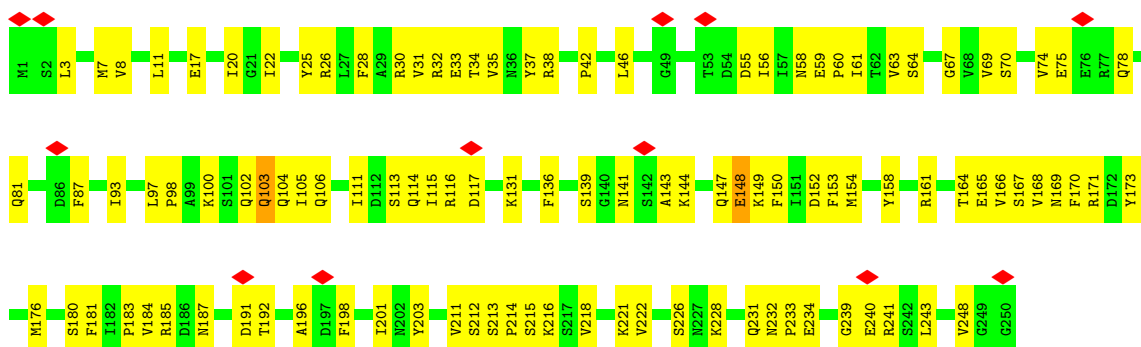 M1 S2 L3 M7 V8 L11 E17 I20 G21 I22 Y25 R26 L27 F28 A29 R30 V31 R32 E33 T34 V35 N36 Y37 R38 P42 L46 G49 T53 D54 D55 I56 I57 N58 E59 P60 I61 T62 V63 S64 G67 V68 V69 S70 V74 E75 E76 R77 Q78
Q81 D86 F87 I93 L97 P98 A99 K100 S101 Q102 Q103 Q104 I105 Q106 I111 D112 S113 Q114 I115 R116 D117 K131 F136 S139 G140 N141 S142 A143 K144 Q147 E148 K149 F150 I151 D152 F153 M154 Y158 R161 T164 E165 V166 S167 V168 N169 F170 R171 D172 Y173
M176 S180 F181 I182 P183 V184 R185 D186 N187 D191 T192 A196 D197 F198 I201 N202 Y203 V211 S212 S213 P214 S215 K216 S217 V218 K221 V222 S226 N227 K228 Q231 N232 P233 E234 G239 E240 R241 S242 L243 V248 G249 G250